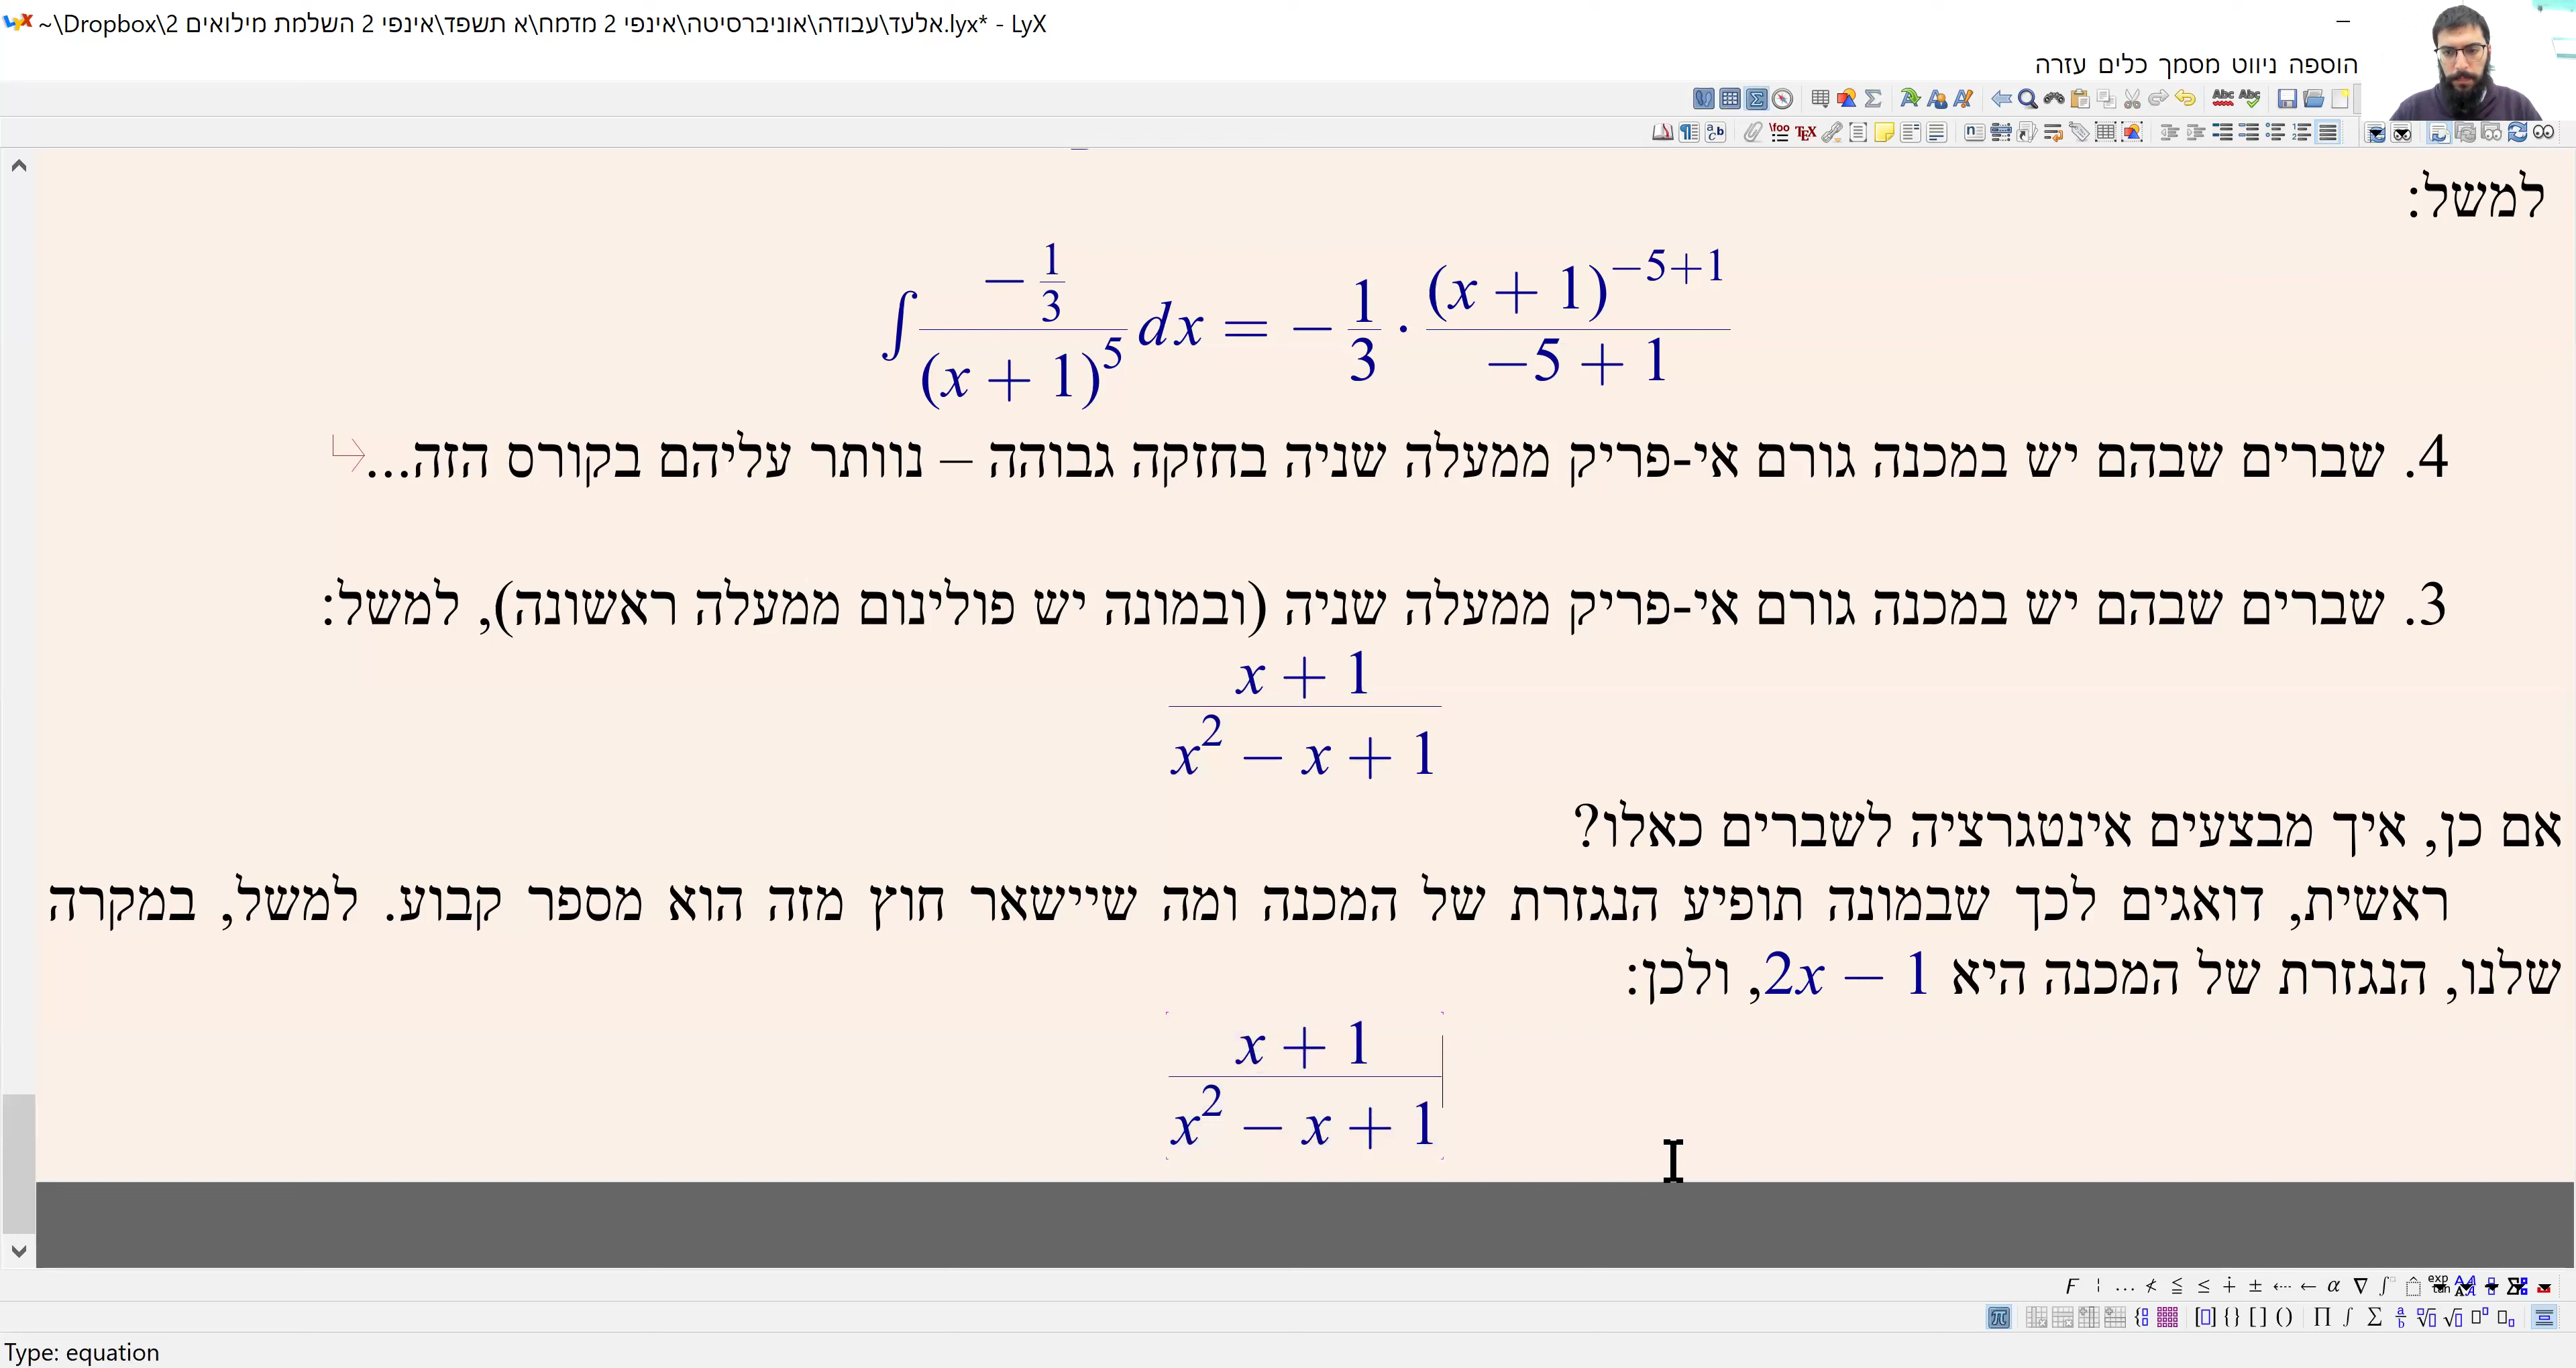 ~\Dropbox\2 אלעד\עבודה\אוניברסיטה\אינפי 2 מדמח\א תשפד\אינפי 2 השלמת מילואים.lyx* - LyX
הוספה ניווט מסמך כלים עזרה
למשל:
∫ (−1/3)/(x + 1)^5 dx = −1/3 · (x + 1)^(−5+1)/(−5 + 1)
4. שברים שבהם יש במכנה גורם אי-פריק ממעלה שניה בחזקה גבוהה – נוותר עליהם בקורס הזה...
3. שברים שבהם יש במכנה גורם אי-פריק ממעלה שניה (ובמונה יש פולינום ממעלה ראשונה), למשל:
(x + 1)/(x^2 − x + 1)
אם כן, איך מבצעים אינטגרציה לשברים כאלו?
ראשית, דואגים לכך שבמונה תופיע הנגזרת של המכנה ומה שיישאר חוץ מזה הוא מספר קבוע. למשל, במקרה
שלנו, הנגזרת של המכנה היא 2x − 1, ולכן:
(x + 1)/(x^2 − x + 1)
Type: equation